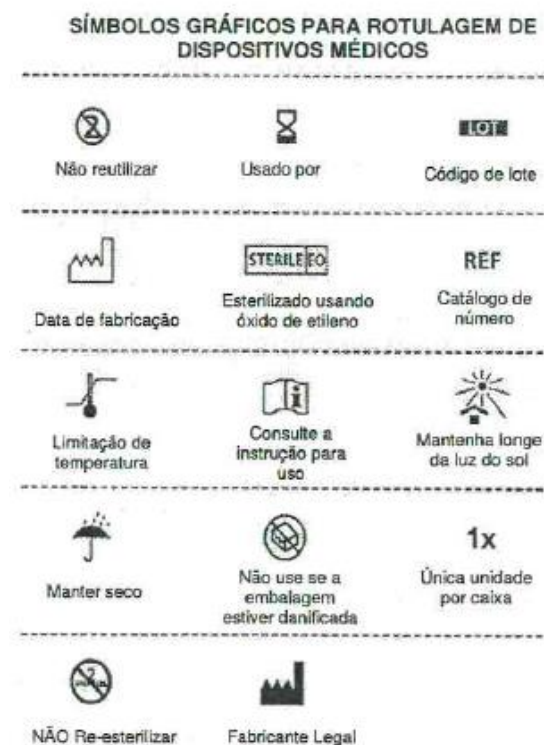 SÍMBOLOS GRÁFICOS PARA ROTULAGEM DE
DISPOSITIVOS MÉDICOS
2
LOT
Não reutilizar
Usado por
Código de lote
STERILE EO
REF
Data de fabricação
Esterilizado usando
óxido de etileno
Catálogo de
número
i
Limitação de
temperatura
Consulte a
instrução para
uso
Mantenha longe
da luz do sol
1x
Manter seco
Não use se a
embalagem
estiver danificada
Única unidade
por caixa
2
NÃO Re-esterilizar
Fabricante Legal